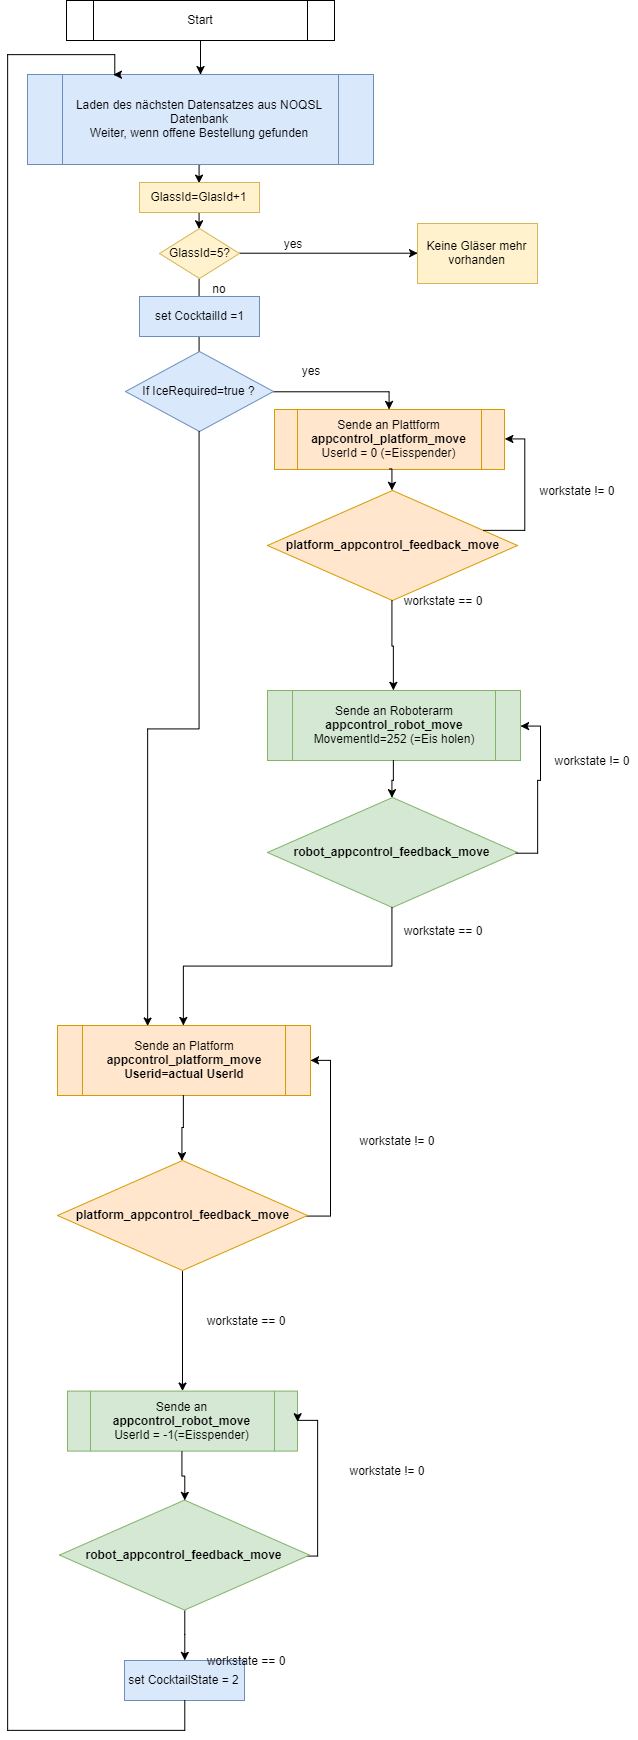 Start
Laden des nächsten Datensatzes aus NOQSL
Datenbank
Weiter, wenn offene Bestellung gefunden
GlassId=GlasId+1
GlassId=5?
yes
Keine Gläser mehr
vorhanden
no
set CocktailId =1
If IceRequired=true ?
yes
Sende an Plattform
appcontrol_platform_move
UserId = 0 (=Eisspender)
workstate != 0
platform_appcontrol_feedback_move
workstate == 0
Sende an Roboterarm
appcontrol_robot_move
MovementId=252 (=Eis holen)
workstate != 0
robot_appcontrol_feedback_move
workstate == 0
Sende an Platform
appcontrol_platform_move
Userid=actual UserId
workstate != 0
platform_appcontrol_feedback_move
workstate == 0
Sende an
appcontrol_robot_move
UserId = -1(=Eisspender)
workstate != 0
robot_appcontrol_feedback_move
workstate == 0
set CocktailState = 2